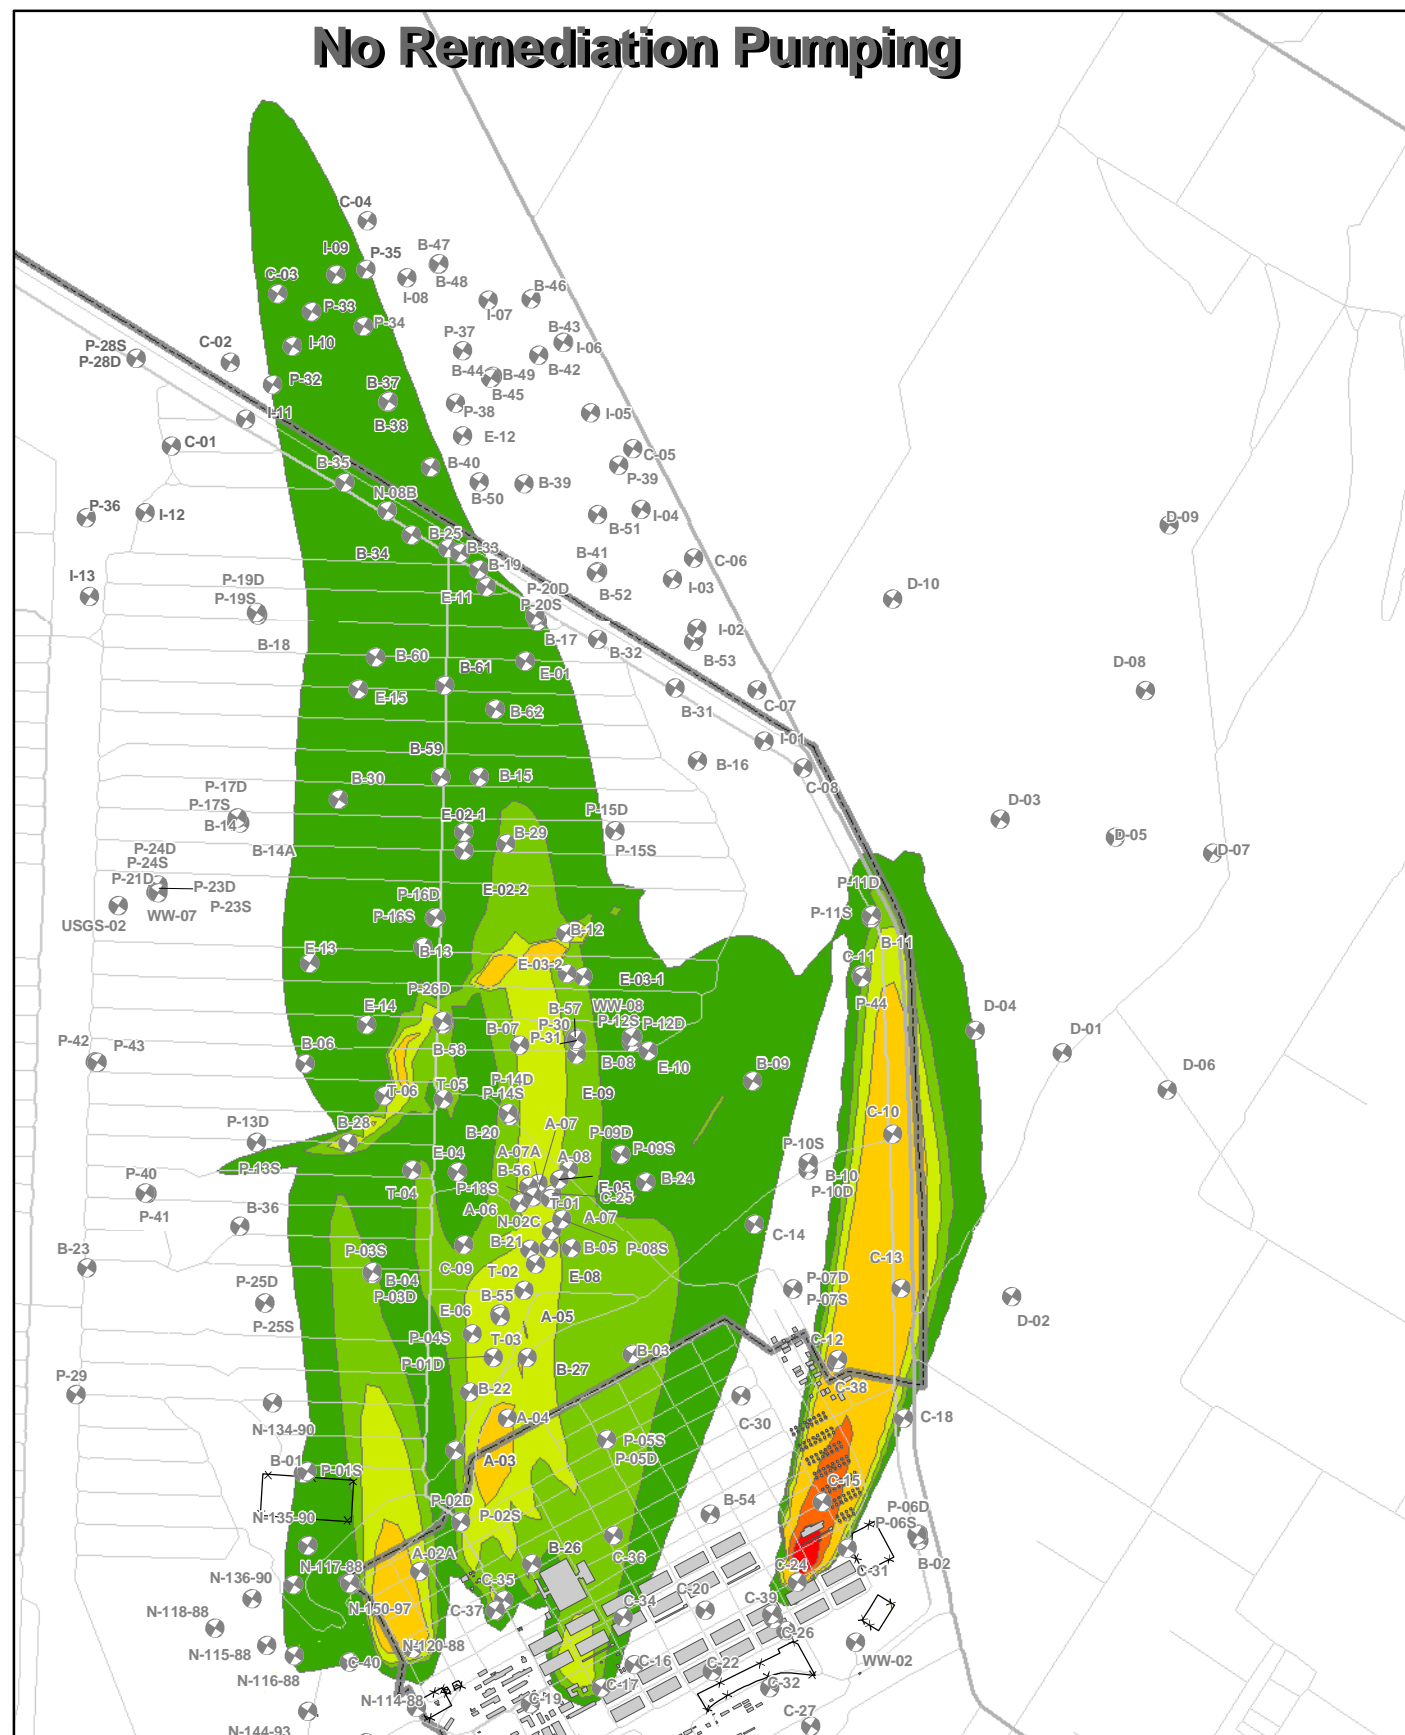 No Remediation Pumping
C-04
B-47
I-09
P-35
B-48
C-03
I-08
B-46
P-33
I-07
P-34
B-43
P-37
I-06
C-02
I-10
P-28S
P-28D
B-44
B-49
B-42
P-32
B-37
B-45
I-11
P-38
I-05
B-38
E-12
C-01
C-05
B-35
B-40
P-39
N-08B
B-50
B-39
P-36
I-12
I-04
B-51
D-09
B-25
B-34
B-33
B-41
C-06
B-19
I-13
P-19D
P-20D
I-03
D-10
P-19S
E-11
B-52
P-20S
I-02
B-18
B-17
B-32
B-53
B-60
B-61
E-01
D-08
E-15
C-07
B-62
B-31
I-01
B-59
B-16
B-30
B-15
C-08
P-17D
P-17S
P-15D
D-03
B-14
E-02-1
B-29
D-05
B-14A
P-15S
D-07
P-24D
P-24S
P-21D
P-23D
E-02-2
P-11D
P-16D
P-23S
WW-07
P-16S
P-11S
USGS-02
B-12
B-11
E-13
B-13
E-03-2
C-11
E-03-1
P-26D
P-44
WW-08
B-57
E-14
P-12S
P-12D
B-07
P-30
D-04
P-31
P-42
P-43
B-06
B-58
B-08
E-10
D-01
B-09
D-06
P-14D
T-06
T-05
P-14S
E-09
A-07
C-10
P-13D
B-28
B-20
P-09D
P-09S
P-10S
A-07A
A-08
P-13S
E-04
B-56
B-10
P-40
T-04
P-18S
E-05
B-24
P-10D
C-25
T-01
P-41
A-06
B-36
N-02C
A-07
C-14
B-21
B-05
P-08S
B-23
C-09
P-03S
T-02
C-13
B-04
E-08
P-07D
P-25D
P-03D
B-55
P-07S
P-25S
E-06
A-05
D-02
P-04S
T-03
C-12
P-01D
B-27
B-03
P-29
B-22
C-38
C-30
C-18
N-134-90
A-04
P-05S
B-01
P-01S
A-03
P-05D
C-15
P-02D
B-54
P-06D
N-135-90
P-02S
P-06S
C-36
B-26
B-02
N-117-88
A-02A
C-24
C-31
N-136-90
C-35
N-118-88
N-150-97
C-37
C-34
C-20
C-39
N-115-88
N-120-88
C-26
WW-02
C-40
C-16
C-22
N-116-88
C-17
C-32
N-114-88
C-19
C-27
N-144-93